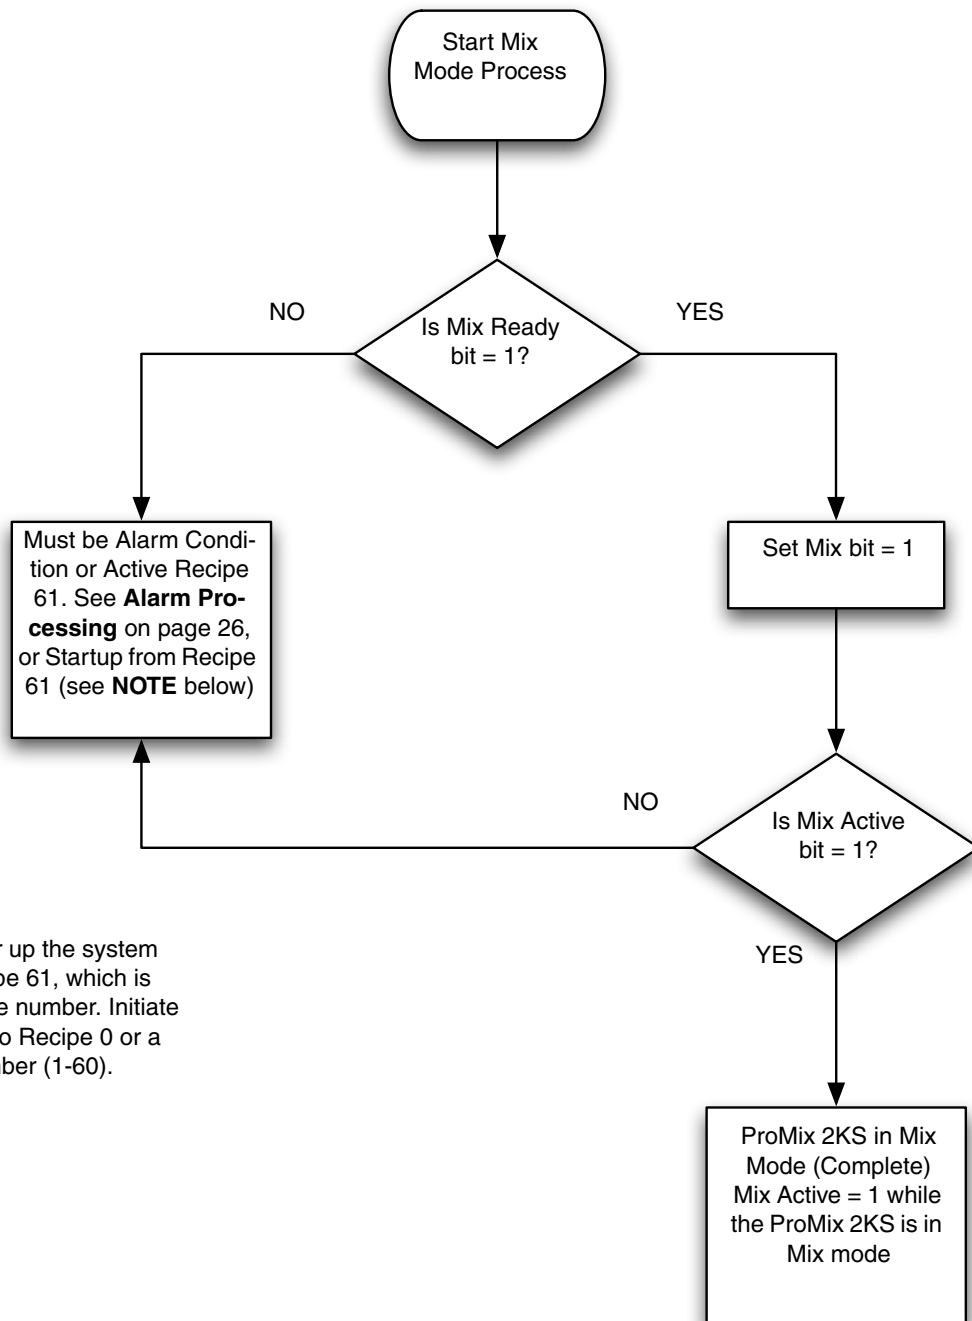 Start Mix
Mode Process
NO
YES
Is Mix Ready
bit = 1?
Must be Alarm Condi-
tion or Active Recipe
61. See Alarm Pro-
cessing on page 26,
or Startup from Recipe
61 (see NOTE below)
Set Mix bit = 1
NO
Is Mix Active
bit = 1?
YES
up the system
61, which is
number. Initiate
Recipe 0 or a
(1-60).
ProMix 2KS in Mix
Mode (Complete)
Mix Active = 1 while
the ProMix 2KS is in
Mix mode